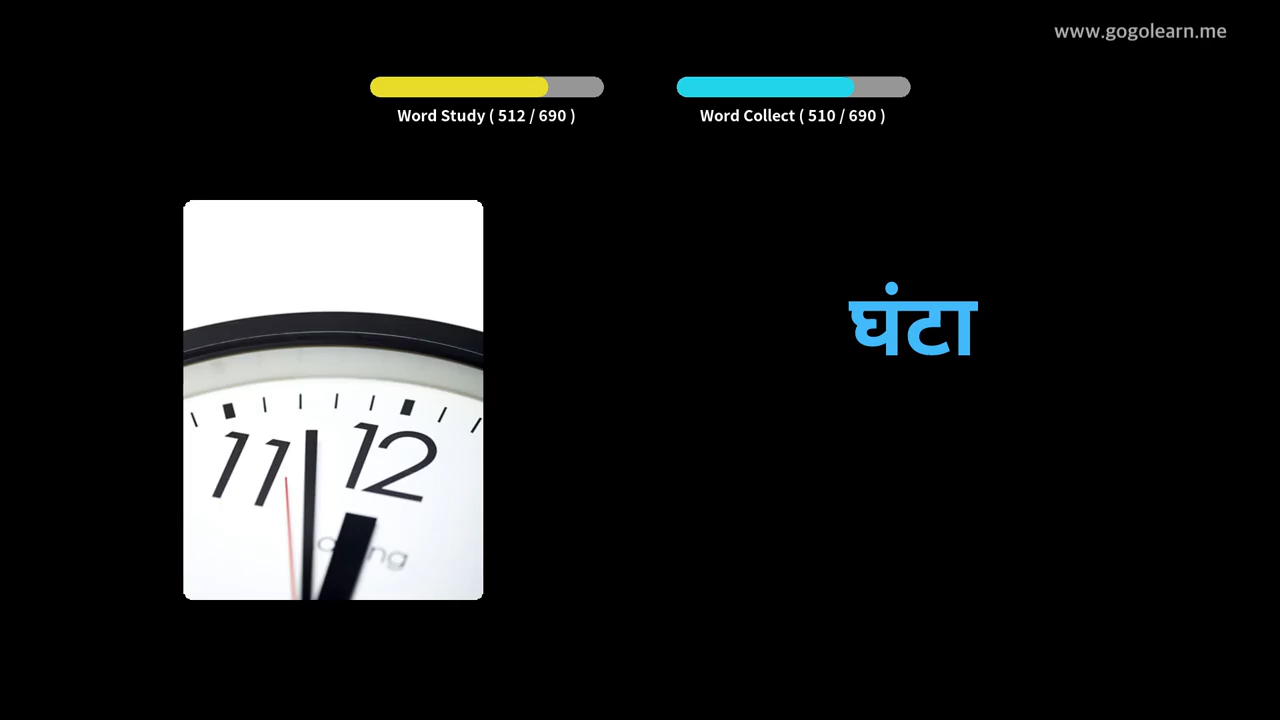 www.gogolearn.me
Word Study ( 512 / 690 )
Word Collect ( 510 / 690 )
घंटा
11 12